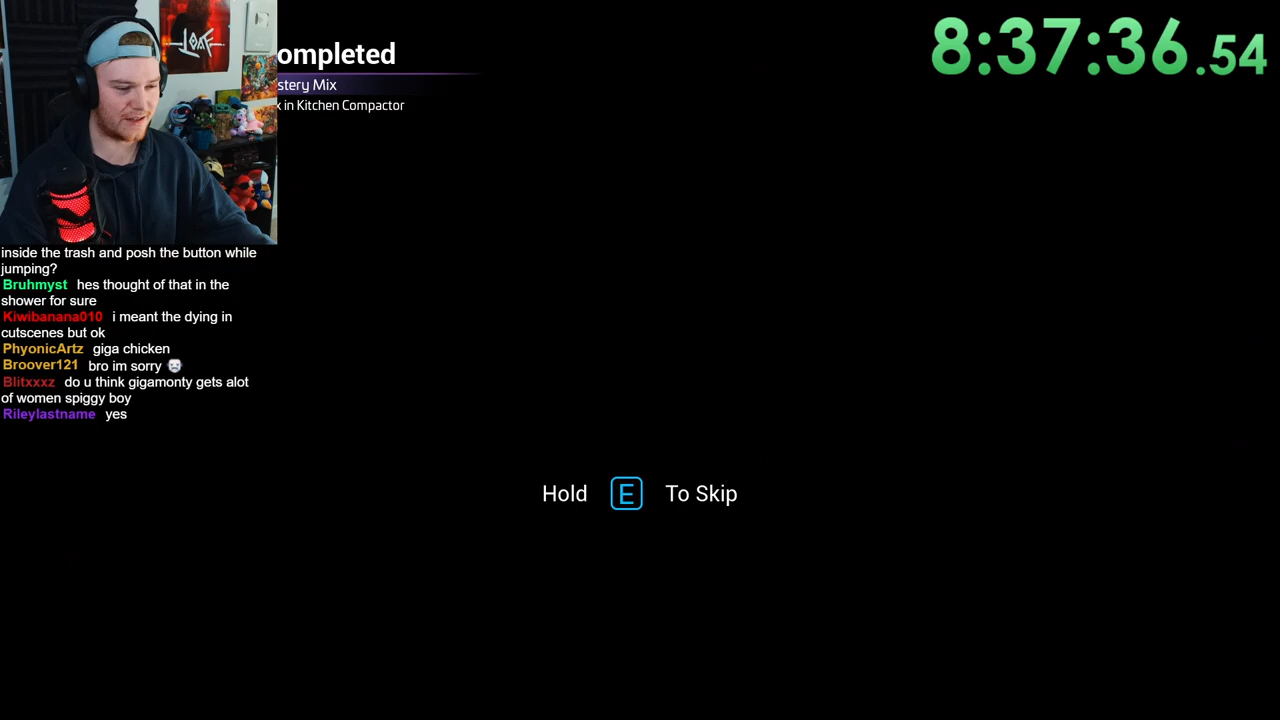 8:37:36.54
ompleted
stery Mix
x in Kitchen Compactor
inside the trash and posh the button while
jumping?
Bruhmyst hes thought of that in the
shower for sure
Kiwibanana010 i meant the dying in
cutscenes but ok
PhyonicArtz giga chicken
Broover121 bro im sorry
Blitxxxz do u think gigamonty gets alot
of women spiggy boy
Rileylastname yes
Hold E To Skip